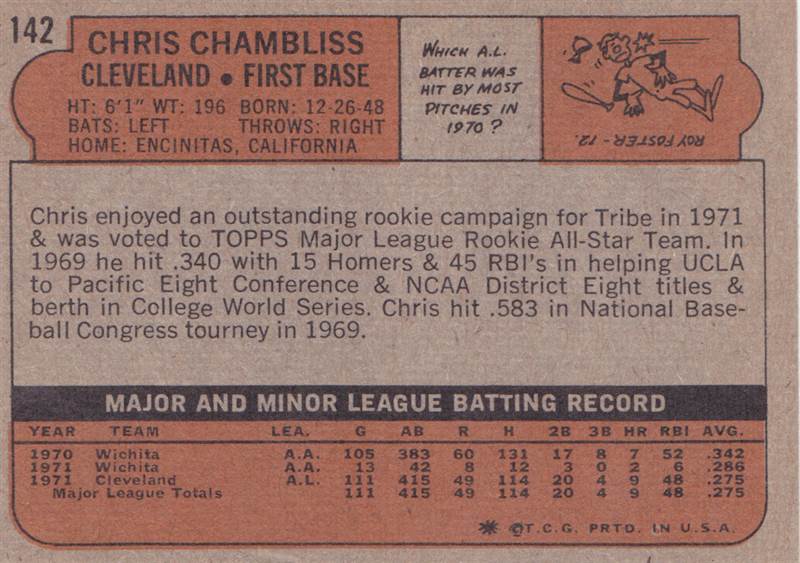 142
CHRIS CHAMBLISS
CLEVELAND • FIRST BASE
HT: 6'1" WT: 196 BORN: 12-26-48
BATS: LEFT THROWS: RIGHT
HOME: ENCINITAS, CALIFORNIA
WHICH A.L.
BATTER WAS
HIT BY MOST
PITCHES IN
1970?
ROY FOSTER - 12.
Chris enjoyed an outstanding rookie campaign for Tribe in 1971
& was voted to TOPPS Major League Rookie All-Star Team. In
1969 he hit .340 with 15 Homers & 45 RBI's in helping UCLA
to Pacific Eight Conference & NCAA District Eight titles &
berth in College World Series. Chris hit .583 in National Base-
ball Congress tourney in 1969.
MAJOR AND MINOR LEAGUE BATTING RECORD
YEAR TEAM LEA. G AB R H 2B 3B HR RBI AVG.
1970 Wichita A.A. 105 383 60 131 17 8 7 52 .342
1971 Wichita A.A. 13 42 8 12 3 0 2 6 .286
1971 Cleveland A.L. 111 415 49 114 20 4 9 48 .275
Major League Totals 111 415 49 114 20 4 9 48 .275
* ©T.C.G. PRTD. IN U.S.A.